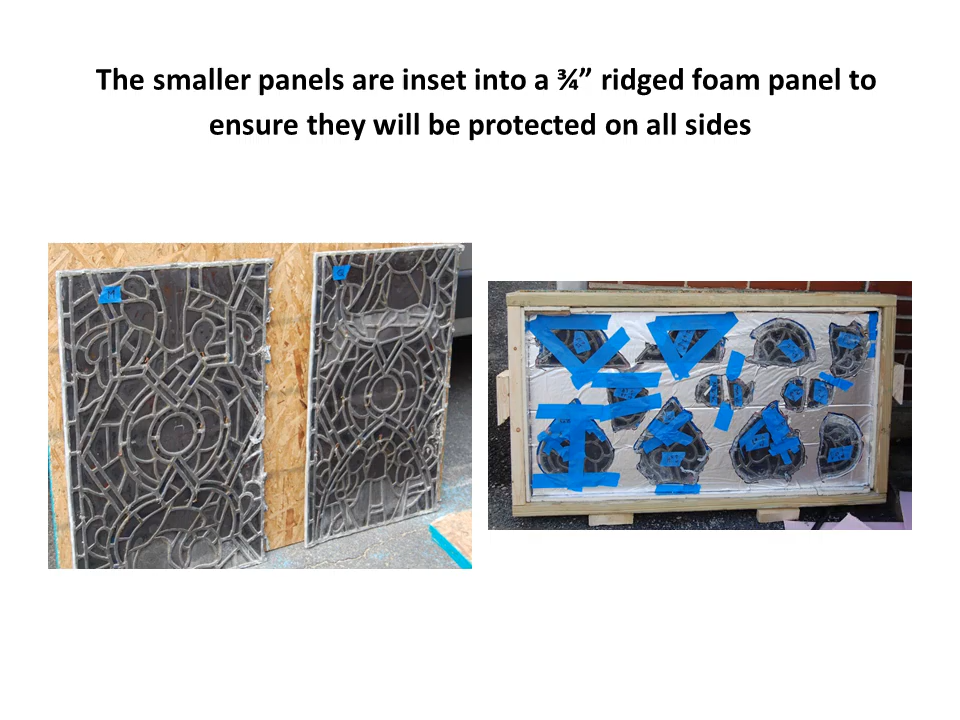 The smaller panels are inset into a ¾” ridged foam panel to
ensure they will be protected on all sides
M
G